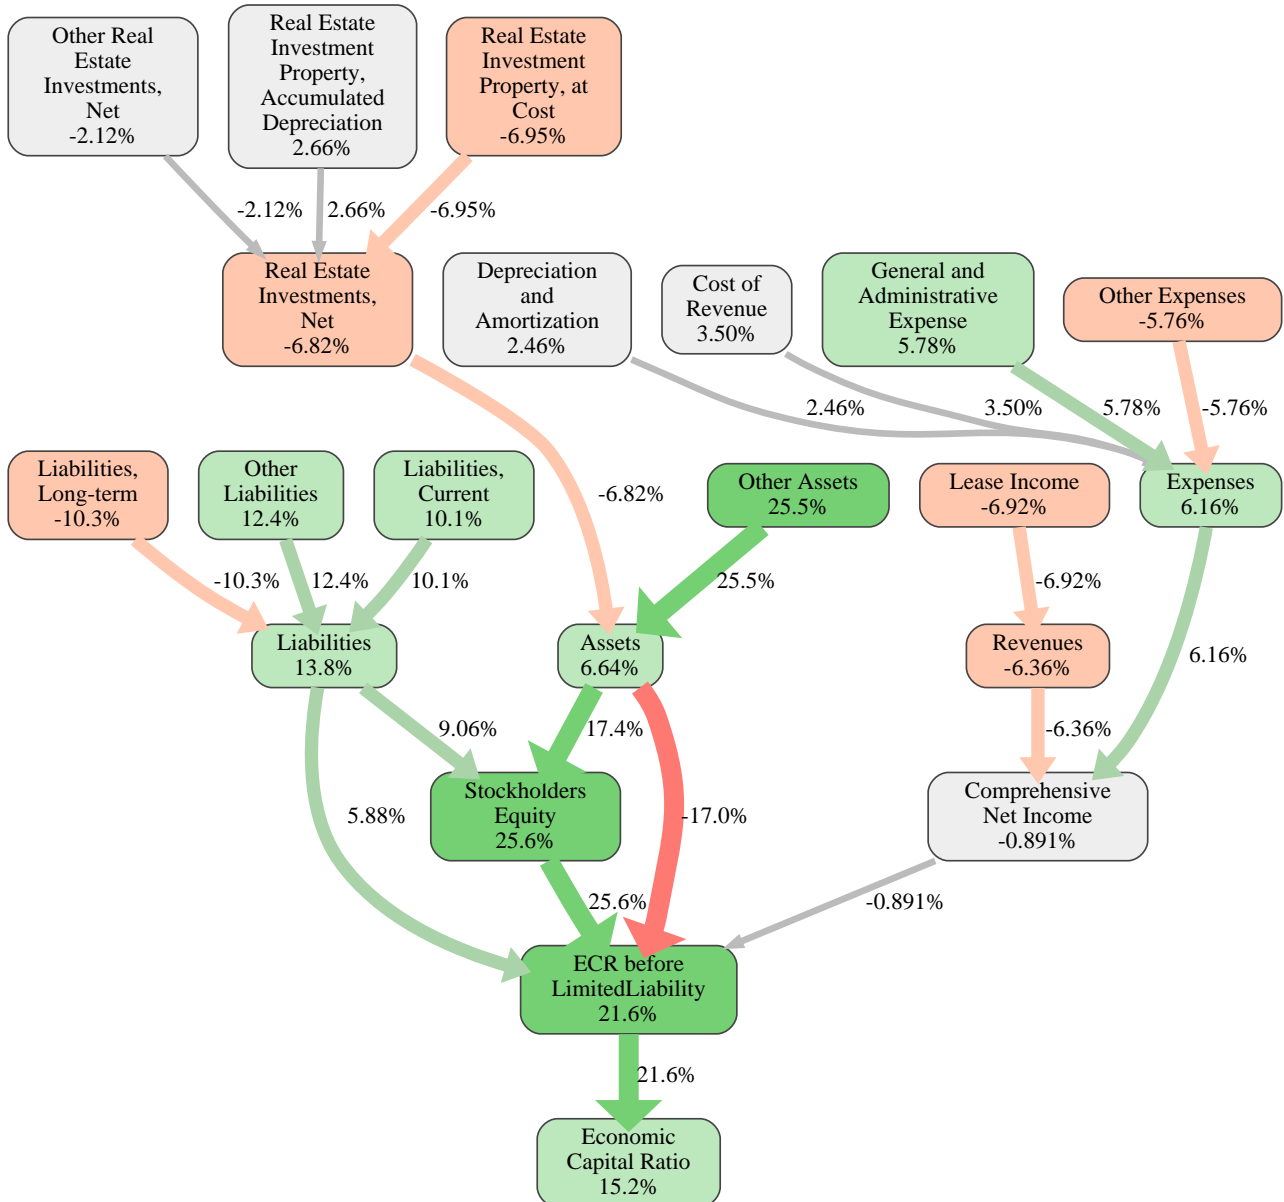 Other Real
Estate
Investments,
Net
-2.12%
Real Estate
Investment
Property,
Accumulated
Depreciation
2.66%
Real Estate
Investment
Property, at
Cost
-6.95%
-2.12%
2.66%
-6.95%
Real Estate
Investments,
Net
-6.82%
Depreciation
and
Amortization
2.46%
Cost of
Revenue
3.50%
General and
Administrative
Expense
5.78%
Other Expenses
-5.76%
2.46%
3.50%
5.78%
-5.76%
Liabilities,
Long-term
-10.3%
Other
Liabilities
12.4%
Liabilities,
Current
10.1%
-6.82%
Other Assets
25.5%
Lease Income
-6.92%
Expenses
6.16%
-10.3%
12.4%
10.1%
25.5%
-6.92%
Liabilities
13.8%
Assets
6.64%
Revenues
-6.36%
6.16%
9.06%
17.4%
-6.36%
Stockholders
Equity
25.6%
Comprehensive
Net Income
-0.891%
5.88%
-17.0%
25.6%
-0.891%
ECR before
LimitedLiability
21.6%
21.6%
Economic
Capital Ratio
15.2%